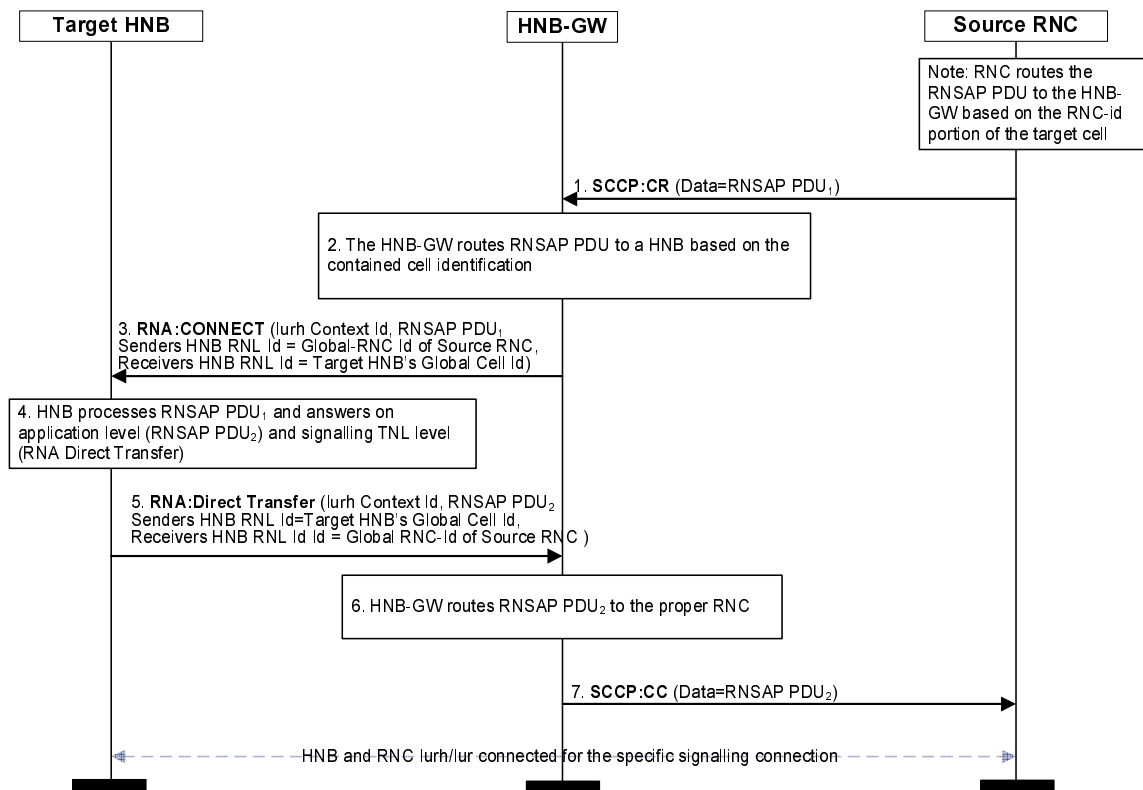 Target HNB
HNB-GW
Source RNC
Note: RNC routes the
RNSAP PDU to the HNB-
GW based on the RNC-id
portion of the target cell
1. SCCP:CR (Data=RNSAP PDU₁)
2. The HNB-GW routes RNSAP PDU to a HNB based on the
contained cell identification
3. RNA:CONNECT (Iurh Context Id, RNSAP PDU₁
Senders HNB RNL Id = Global-RNC Id of Source RNC,
Receivers HNB RNL Id = Target HNB's Global Cell Id)
4. HNB processes RNSAP PDU₁ and answers on
application level (RNSAP PDU₂) and signalling TNL level
(RNA Direct Transfer)
5. RNA:Direct Transfer (Iurh Context Id, RNSAP PDU₂
Senders HNB RNL Id=Target HNB's Global Cell Id,
Receivers HNB RNL Id Id = Global RNC-Id of Source RNC )
6. HNB-GW routes RNSAP PDU₂ to the proper RNC
7. SCCP:CC (Data=RNSAP PDU₂)
HNB and RNC Iurh/Iur connected for the specific signalling connection